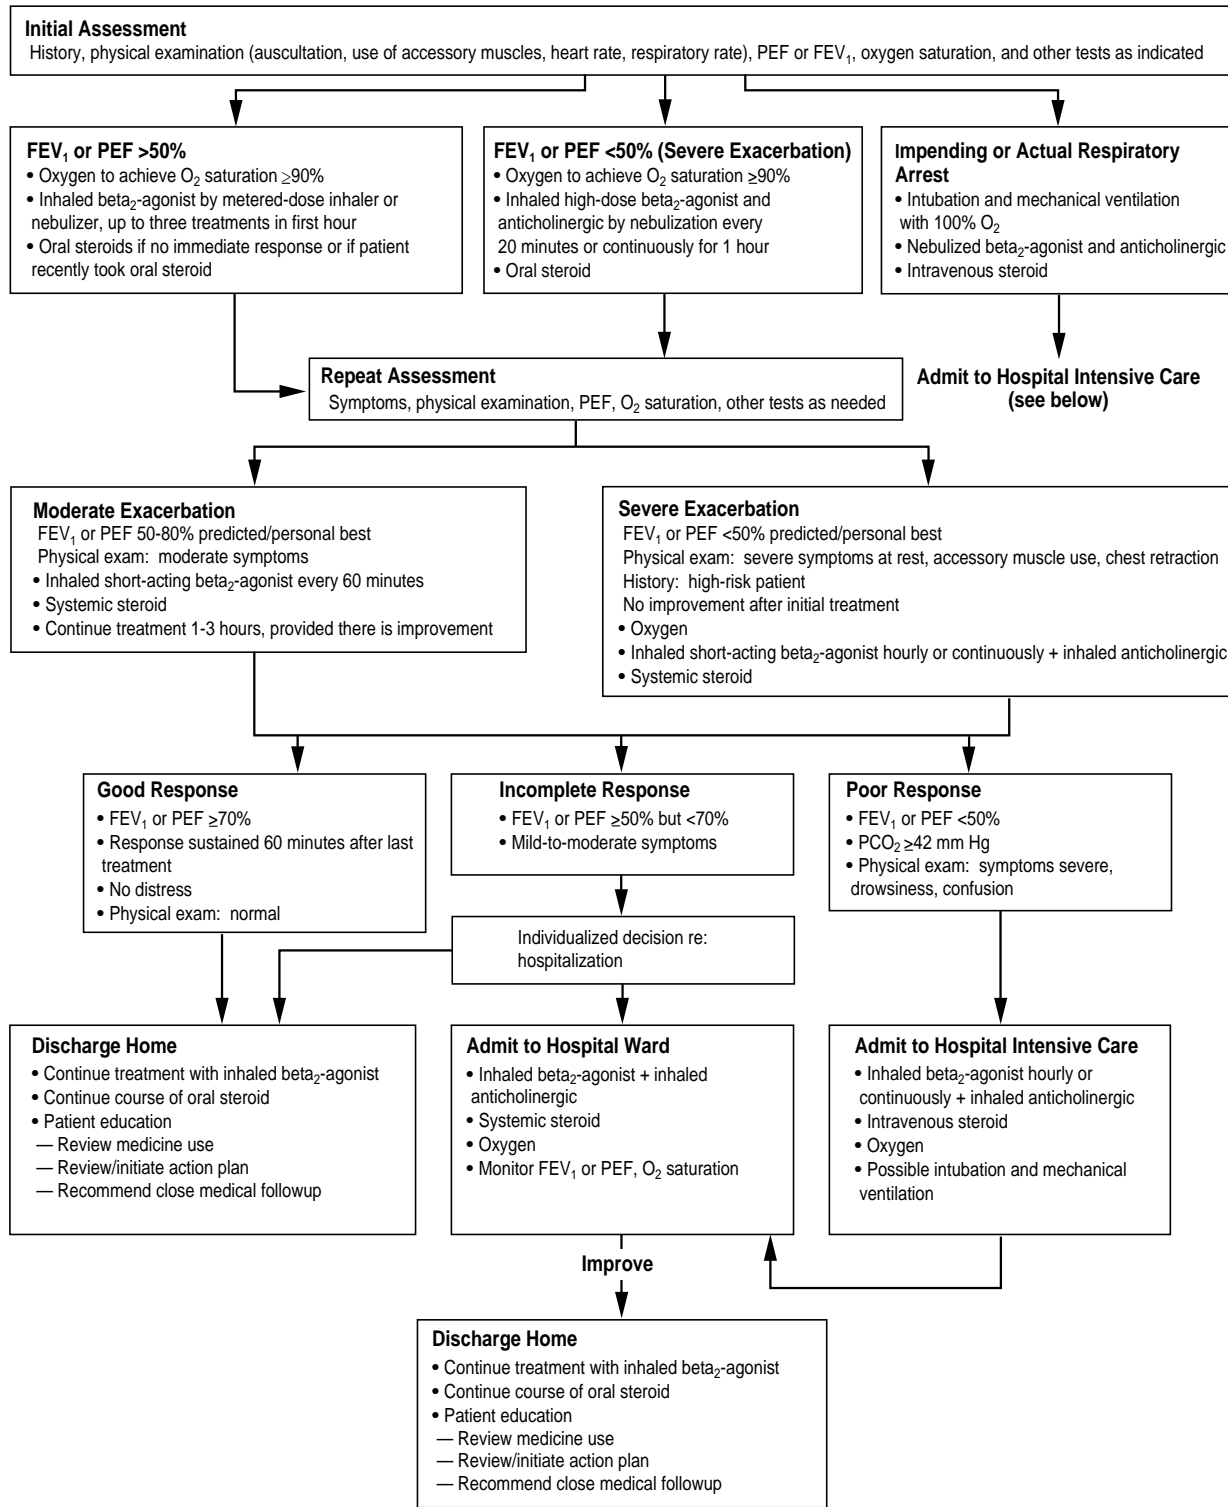 Initial Assessment
History, physical examination (auscultation, use of accessory muscles, heart rate, respiratory rate), PEF or FEV₁, oxygen saturation, and other tests as indicated
FEV₁ or PEF >50%
• Oxygen to achieve O₂ saturation ≥90%
• Inhaled beta₂-agonist by metered-dose inhaler or
nebulizer, up to three treatments in first hour
• Oral steroids if no immediate response or if patient
recently took oral steroid
FEV₁ or PEF <50% (Severe Exacerbation)
• Oxygen to achieve O₂ saturation ≥90%
• Inhaled high-dose beta₂-agonist and
anticholinergic by nebulization every
20 minutes or continuously for 1 hour
• Oral steroid
Impending or Actual Respiratory
Arrest
• Intubation and mechanical ventilation
with 100% O₂
• Nebulized beta₂-agonist and anticholinergic
• Intravenous steroid
Repeat Assessment
Symptoms, physical examination, PEF, O₂ saturation, other tests as needed
Admit to Hospital Intensive Care
(see below)
Moderate Exacerbation
FEV₁ or PEF 50-80% predicted/personal best
Physical exam: moderate symptoms
• Inhaled short-acting beta₂-agonist every 60 minutes
• Systemic steroid
• Continue treatment 1-3 hours, provided there is improvement
Severe Exacerbation
FEV₁ or PEF <50% predicted/personal best
Physical exam: severe symptoms at rest, accessory muscle use, chest retraction
History: high-risk patient
No improvement after initial treatment
• Oxygen
• Inhaled short-acting beta₂-agonist hourly or continuously + inhaled anticholinergic
• Systemic steroid
Good Response
• FEV₁ or PEF ≥70%
• Response sustained 60 minutes after last
treatment
• No distress
• Physical exam: normal
Incomplete Response
• FEV₁ or PEF ≥50% but <70%
• Mild-to-moderate symptoms
Poor Response
• FEV₁ or PEF <50%
• PCO₂ ≥42 mm Hg
• Physical exam: symptoms severe,
drowsiness, confusion
Individualized decision re:
hospitalization
Discharge Home
• Continue treatment with inhaled beta₂-agonist
• Continue course of oral steroid
• Patient education
— Review medicine use
— Review/initiate action plan
— Recommend close medical followup
Admit to Hospital Ward
• Inhaled beta₂-agonist + inhaled
anticholinergic
• Systemic steroid
• Oxygen
• Monitor FEV₁ or PEF, O₂ saturation
Admit to Hospital Intensive Care
• Inhaled beta₂-agonist hourly or
continuously + inhaled anticholinergic
• Intravenous steroid
• Oxygen
• Possible intubation and mechanical
ventilation
Improve
Discharge Home
• Continue treatment with inhaled beta₂-agonist
• Continue course of oral steroid
• Patient education
— Review medicine use
— Review/initiate action plan
— Recommend close medical followup